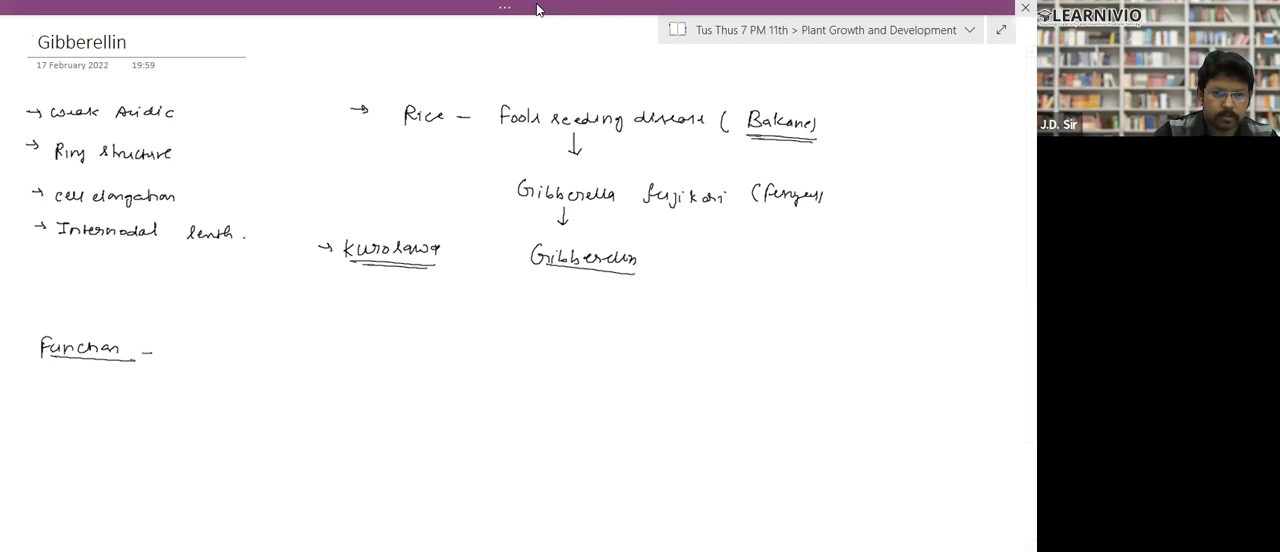 LEARNIVIO
Gibberellin
Tus Thus 7 PM 11th > Plant Growth and Development
17 February 2022 19:59
J.D. Sir
→ Weak Acidic
→ Ring structure
→ cell elongation
→ Internodal lenth.
→ Rice - Fools seeding disease (Bakane)
↓
Gibberella fujikori (fungus)
↓
→ Kurosawa Gibberellin
Function -